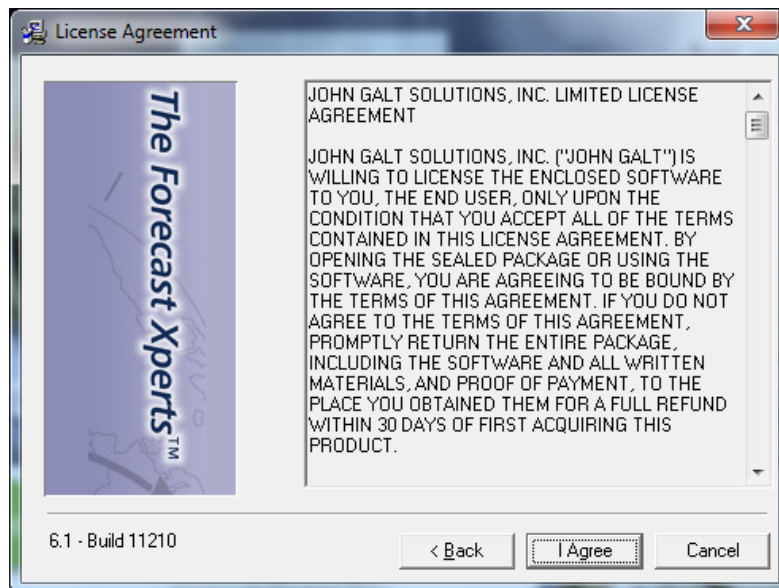 License Agreement
The Forecast Xperts™
JOHN GALT SOLUTIONS, INC. LIMITED LICENSE
AGREEMENT
JOHN GALT SOLUTIONS, INC. ("JOHN GALT") IS
WILLING TO LICENSE THE ENCLOSED SOFTWARE
TO YOU, THE END USER, ONLY UPON THE
CONDITION THAT YOU ACCEPT ALL OF THE TERMS
CONTAINED IN THIS LICENSE AGREEMENT. BY
OPENING THE SEALED PACKAGE OR USING THE
SOFTWARE, YOU ARE AGREEING TO BE BOUND BY
THE TERMS OF THIS AGREEMENT. IF YOU DO NOT
AGREE TO THE TERMS OF THIS AGREEMENT,
PROMPTLY RETURN THE ENTIRE PACKAGE,
INCLUDING THE SOFTWARE AND ALL WRITTEN
MATERIALS, AND PROOF OF PAYMENT, TO THE
PLACE YOU OBTAINED THEM FOR A FULL REFUND
WITHIN 30 DAYS OF FIRST ACQUIRING THIS
PRODUCT.
6.1 - Build 11210
< Back
I Agree
Cancel